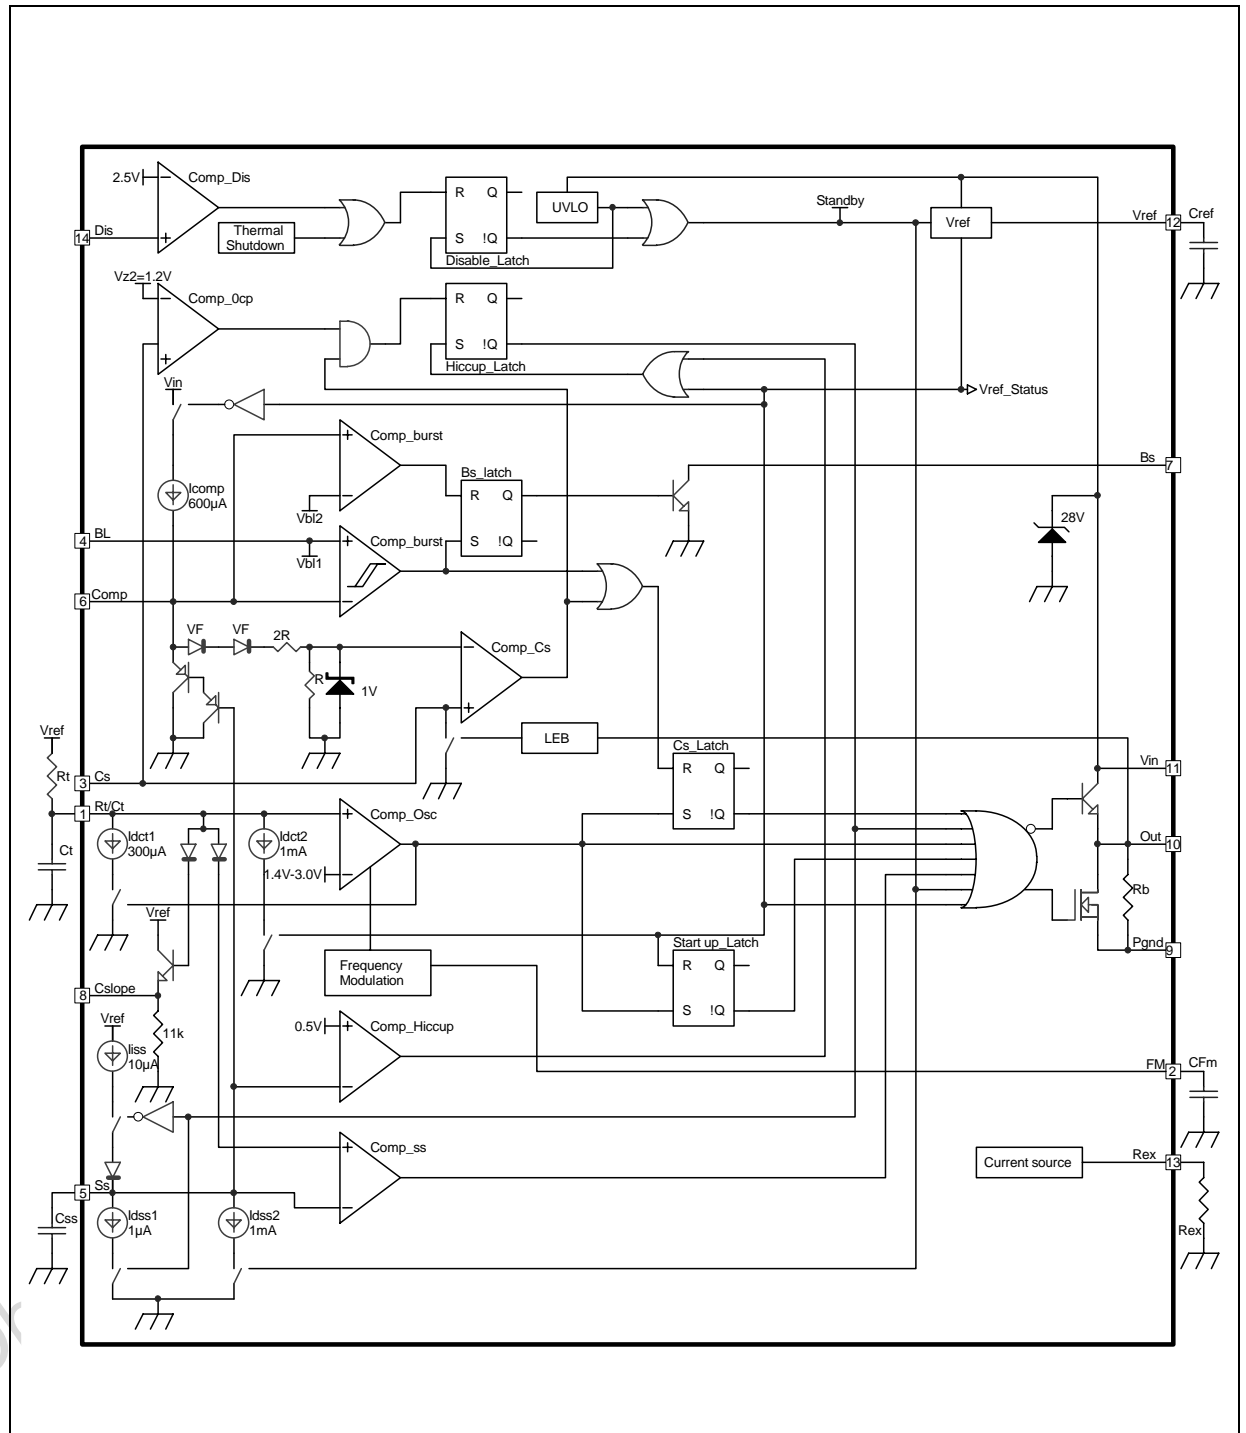 2.5V
Comp_Dis
R Q
UVLO
Standby
Vref
Vref
12
Cref
14
Dis
Thermal
Shutdown
S !Q
Disable_Latch
Vz2=1.2V
Comp_0cp
R Q
S !Q
Hiccup_Latch
Vin
Vref_Status
Comp_burst
Bs_latch
Bs
7
Icomp
600µA
R Q
Vbl2
28V
4
BL
Vbl1
Comp_burst
S !Q
6
Comp
VF
VF
2R
Comp_Cs
R
1V
Vref
LEB
Cs_Latch
Rt
3
Cs
R Q
Vin
11
1
Rt/Ct
Comp_Osc
S !Q
Ct
Idct1
300µA
Idct2
1mA
Out
10
1.4V-3.0V
Rb
Vref
Start up_Latch
Pgnd
9
Frequency
Modulation
R Q
8
Cslope
S !Q
Vref
11k
0.5V
Comp_Hiccup
Iiss
10µA
FM
2
CFm
Comp_ss
Current source
Rex
13
5
Ss
Css
Idss1
1µA
Idss2
1mA
Rex